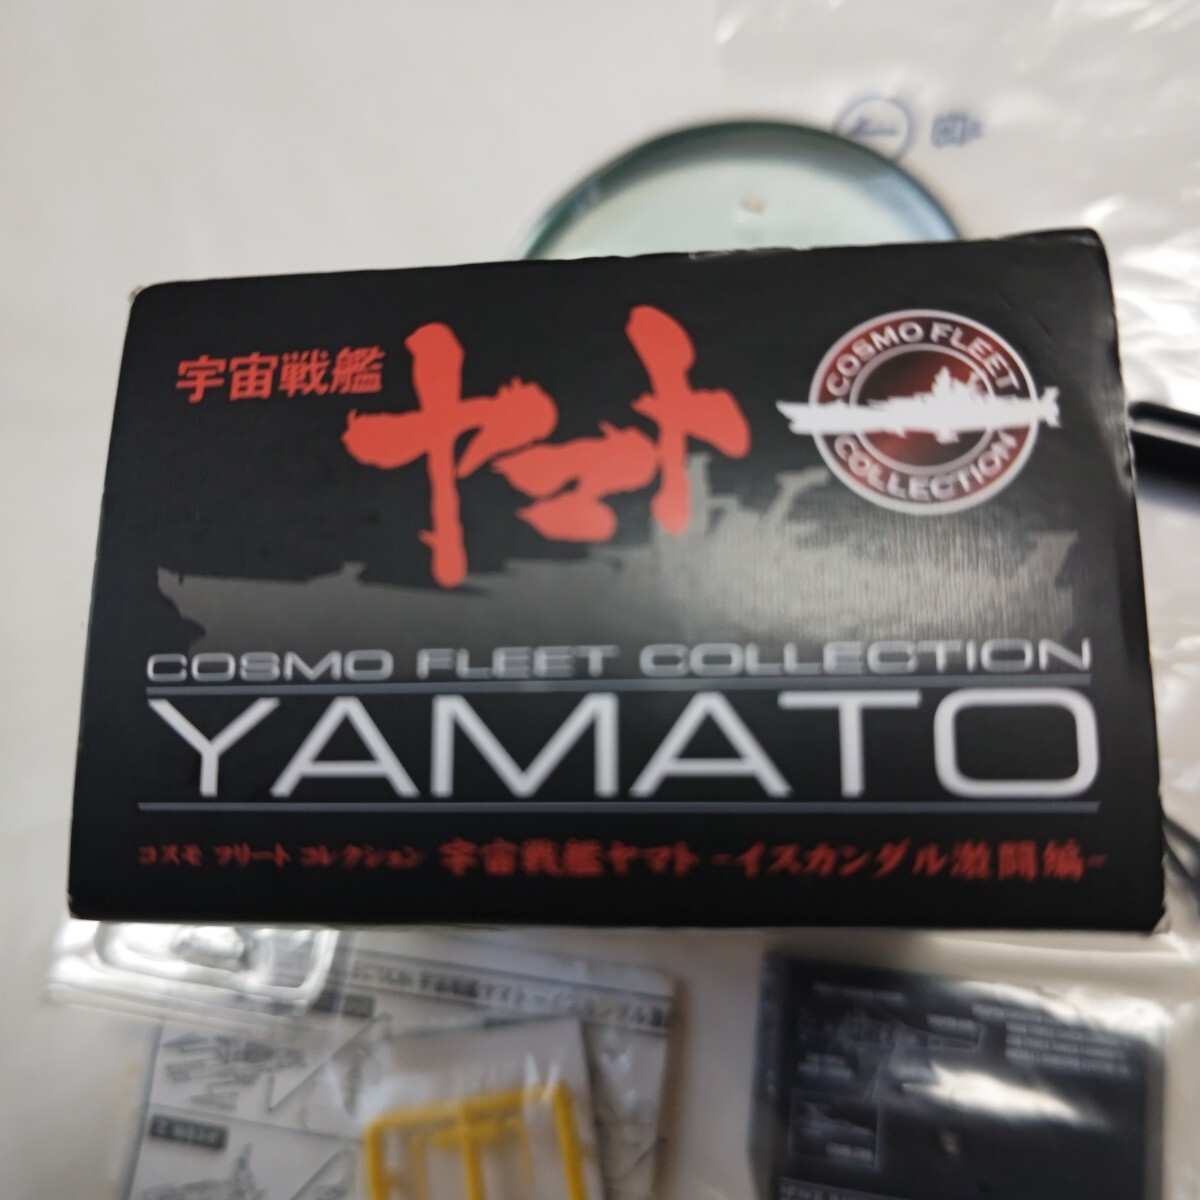 宇宙戦艦
ヤマト
COSMO FLEET
COLLECTION
COSMO FLEET COLLECTION
YAMATO
コスモ フリート コレクション 宇宙戦艦ヤマト -イスカンダル激闘編-